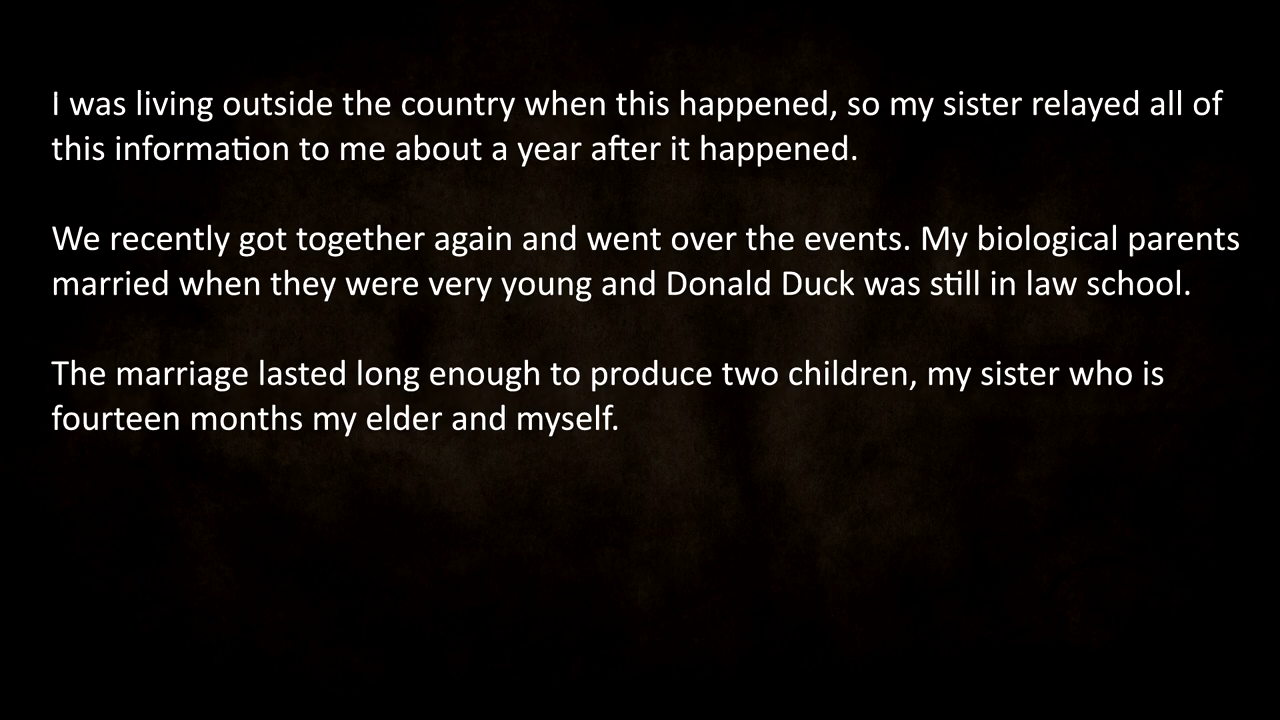 I was living outside the country when this happened, so my sister relayed all of
this information to me about a year after it happened.
We recently got together again and went over the events. My biological parents
married when they were very young and Donald Duck was still in law school.
The marriage lasted long enough to produce two children, my sister who is
fourteen months my elder and myself.